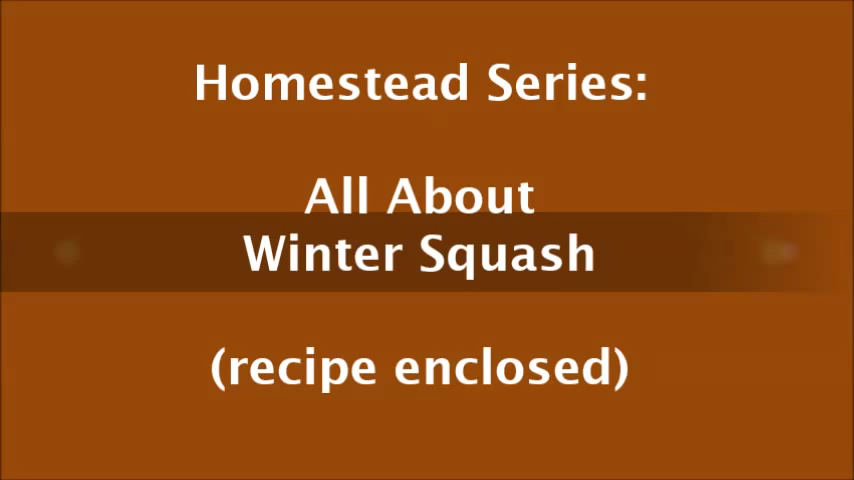 Homestead Series:
All About
Winter Squash
(recipe enclosed)